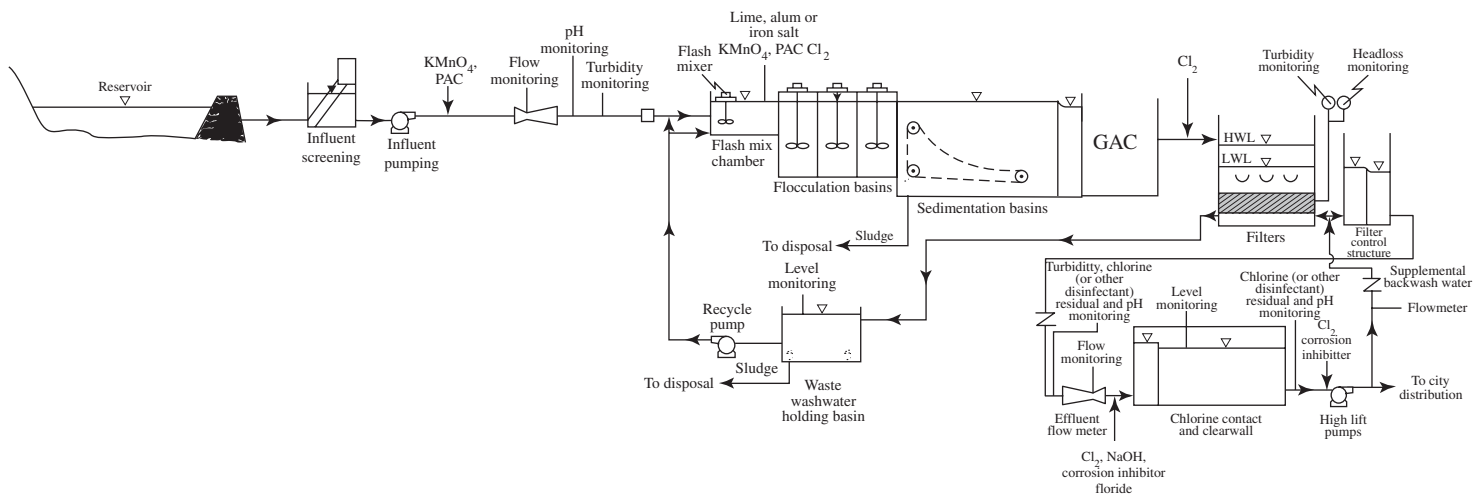 Reservoir
Influent
screening
Influent
pumping
KMnO4,
PAC
Flow
monitoring
pH
monitoring
Turbidity
monitoring
Flash
mixer
Lime, alum or
iron salt
KMnO4, PAC Cl2
Flash mix
chamber
Flocculation basins
Sedimentation basins
GAC
Cl2
Turbidity
monitoring
Headloss
monitoring
HWL
LWL
Filters
Filter
control
structure
Sludge
To disposal
Level
monitoring
Recycle
pump
Sludge
To disposal
Waste
washwater
holding basin
Turbiditty, chlorine
(or other
disinfectant)
residual and pH
monitoring
Flow
monitoring
Effluent
flow meter
Cl2, NaOH,
corrosion inhibitor
floride
Level
monitoring
Chlorine contact
and clearwall
Chlorine (or other
disinfectant)
residual and pH
monitoring
Cl2,
corrosion
inhibitter
High lift
pumps
Supplemental
backwash water
Flowmeter
To city
distribution